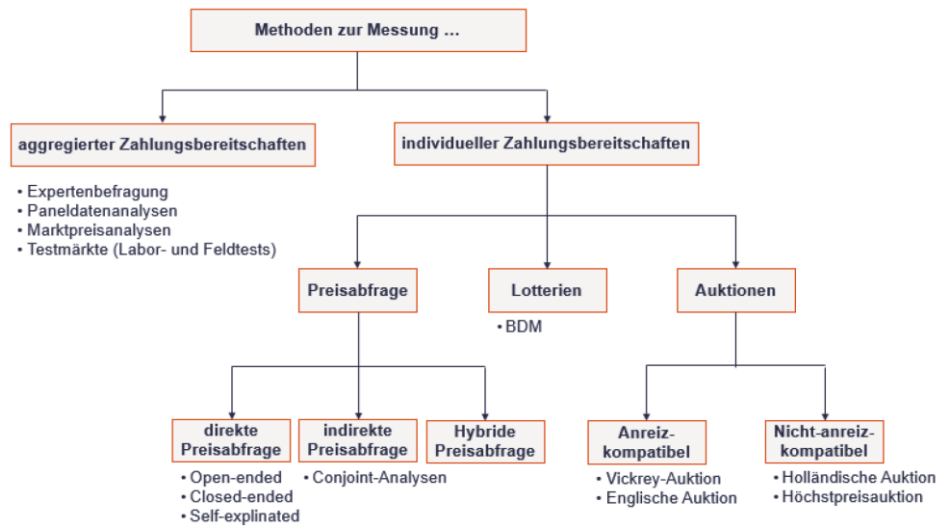 Methoden zur Messung ...
aggregierter Zahlungsbereitschaften
individueller Zahlungsbereitschaften
• Expertenbefragung
• Paneldatenanalysen
• Marktpreisanalysen
• Testmärkte (Labor- und Feldtests)
Preisabfrage
Lotterien
Auktionen
• BDM
direkte
Preisabfrage
indirekte
Preisabfrage
Hybride
Preisabfrage
Anreiz-
kompatibel
Nicht-anreiz-
kompatibel
• Open-ended
• Closed-ended
• Self-explinated
• Conjoint-Analysen
• Vickrey-Auktion
• Englische Auktion
• Holländische Auktion
• Höchstpreisauktion